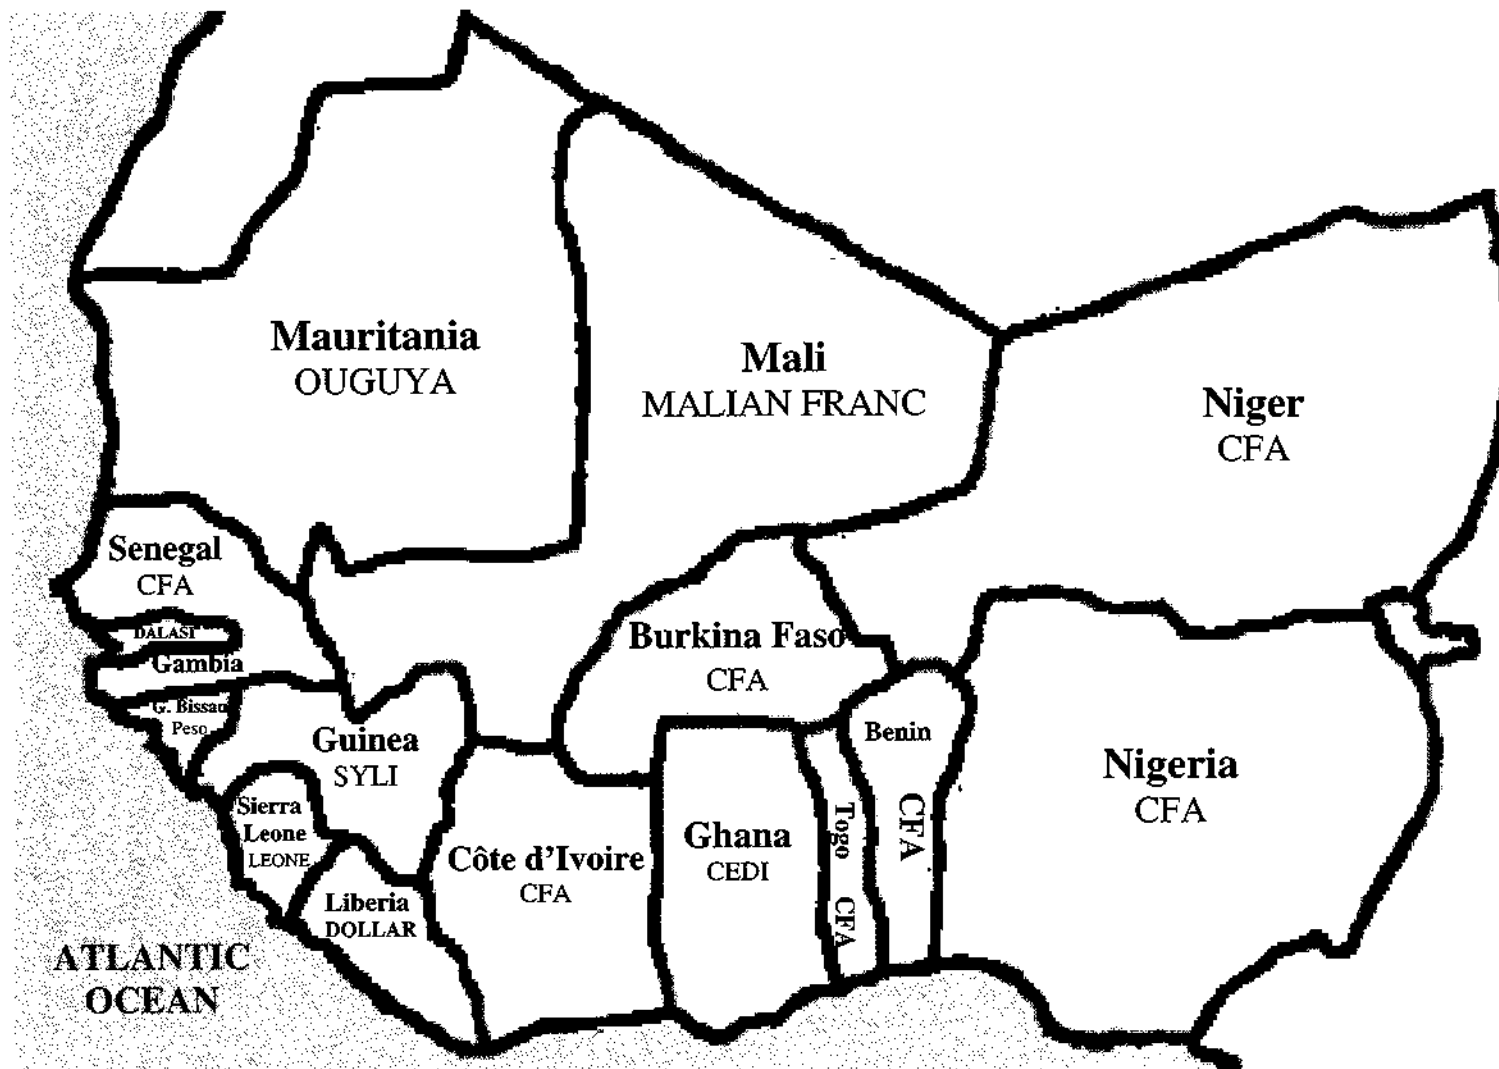 Mauritania
OUGUYA
Mali
MALIAN FRANC
Niger
CFA
Senegal
CFA
DALASI
Gambia
G. Bissau
Peso
Guinea
SYLI
Sierra
Leone
LEONE
Liberia
DOLLAR
Côte d'Ivoire
CFA
Burkina Faso
CFA
Ghana
CEDI
Togo CFA
Benin
CFA
Nigeria
CFA
ATLANTIC
OCEAN